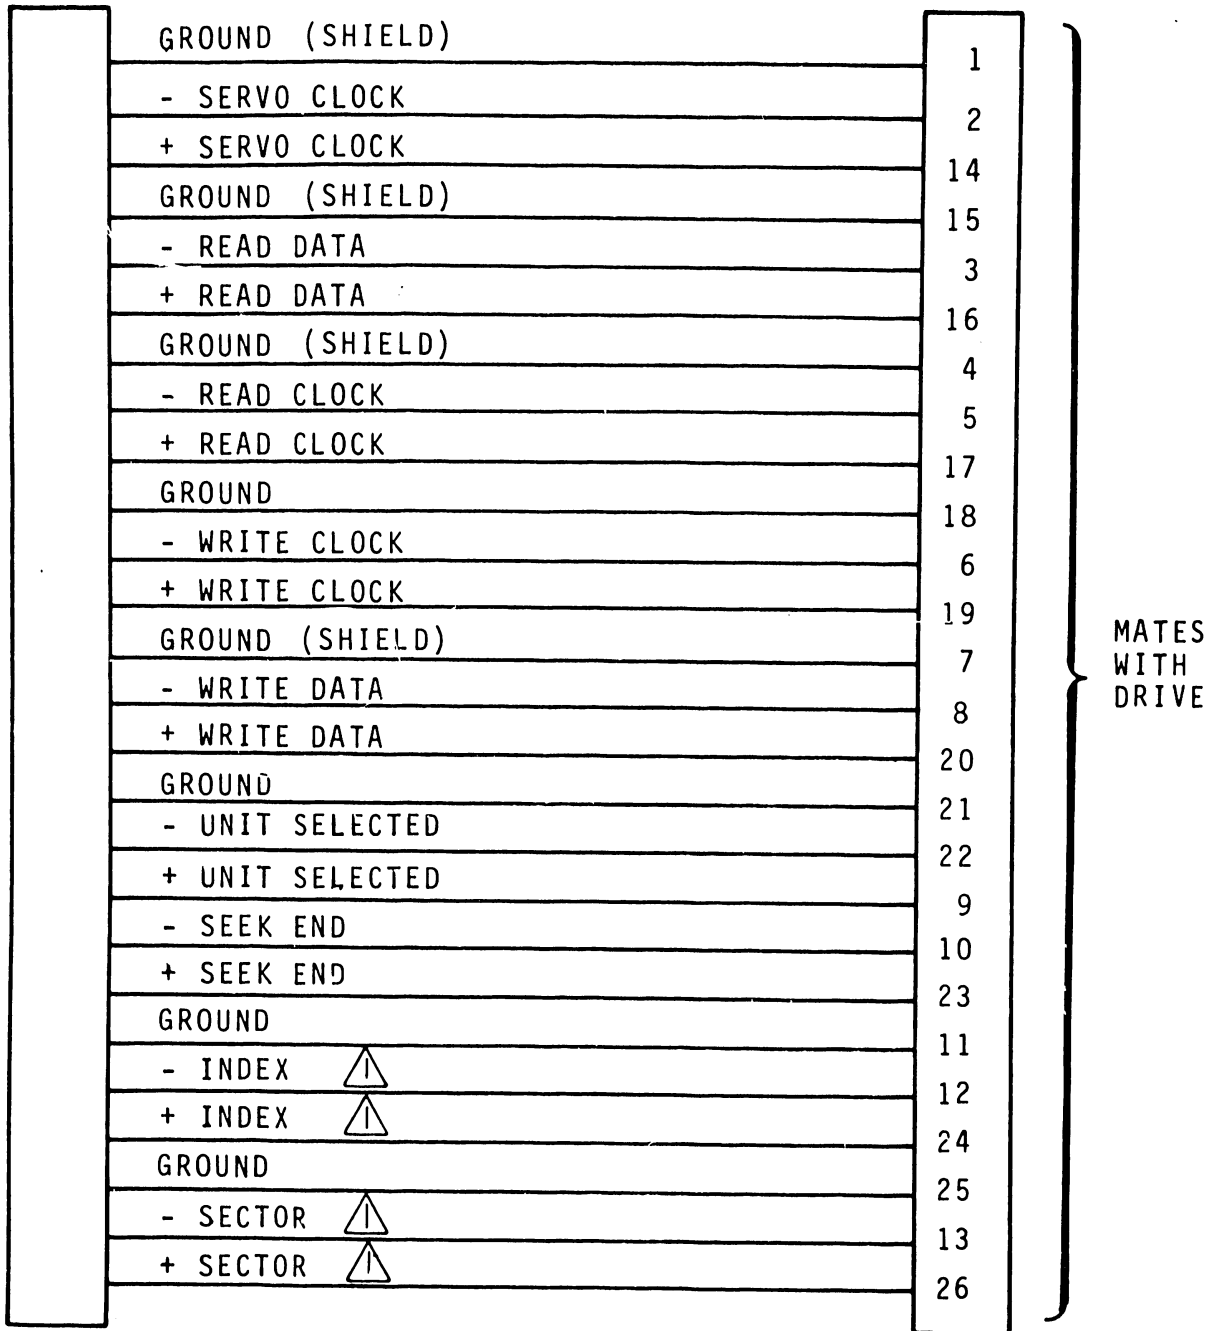 GROUND (SHIELD) 1
- SERVO CLOCK 2
+ SERVO CLOCK 14
GROUND (SHIELD) 15
- READ DATA 3
+ READ DATA 16
GROUND (SHIELD) 4
- READ CLOCK 5
+ READ CLOCK 17
GROUND 18
- WRITE CLOCK 6
+ WRITE CLOCK 19
GROUND (SHIELD) 7
- WRITE DATA 8
+ WRITE DATA 20
GROUND 21
- UNIT SELECTED 22
+ UNIT SELECTED 9
- SEEK END 10
+ SEEK END 23
GROUND 11
- INDEX 1 12
+ INDEX 1 24
GROUND 25
- SECTOR 1 13
+ SECTOR 1 26
MATES
WITH
DRIVE